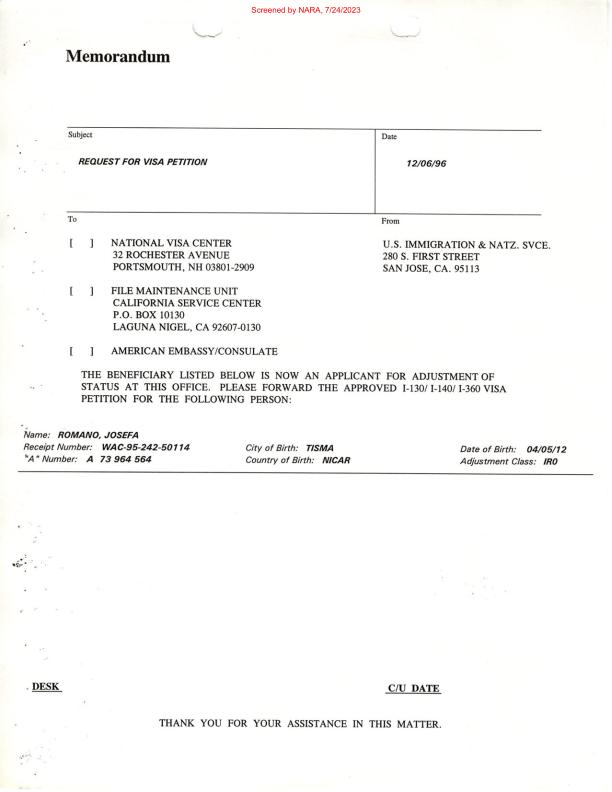 Screened by NARA, 7/24/2023
Memorandum
Subject
Date
REQUEST FOR VISA PETITION
12/06/96
To
From
[ ] NATIONAL VISA CENTER
32 ROCHESTER AVENUE
PORTSMOUTH, NH 03801-2909
U.S. IMMIGRATION & NATZ. SVCE.
280 S. FIRST STREET
SAN JOSE, CA. 95113
[ ] FILE MAINTENANCE UNIT
CALIFORNIA SERVICE CENTER
P.O. BOX 10130
LAGUNA NIGEL, CA 92607-0130
[ ] AMERICAN EMBASSY/CONSULATE
THE BENEFICIARY LISTED BELOW IS NOW AN APPLICANT FOR ADJUSTMENT OF
STATUS AT THIS OFFICE. PLEASE FORWARD THE APPROVED I-130/ I-140/ I-360 VISA
PETITION FOR THE FOLLOWING PERSON:
Name: ROMANO, JOSEFA
Receipt Number: WAC-95-242-50114 City of Birth: TISMA Date of Birth: 04/05/12
"A" Number: A 73 964 564 Country of Birth: NICAR Adjustment Class: IR0
DESK
C/U DATE
THANK YOU FOR YOUR ASSISTANCE IN THIS MATTER.